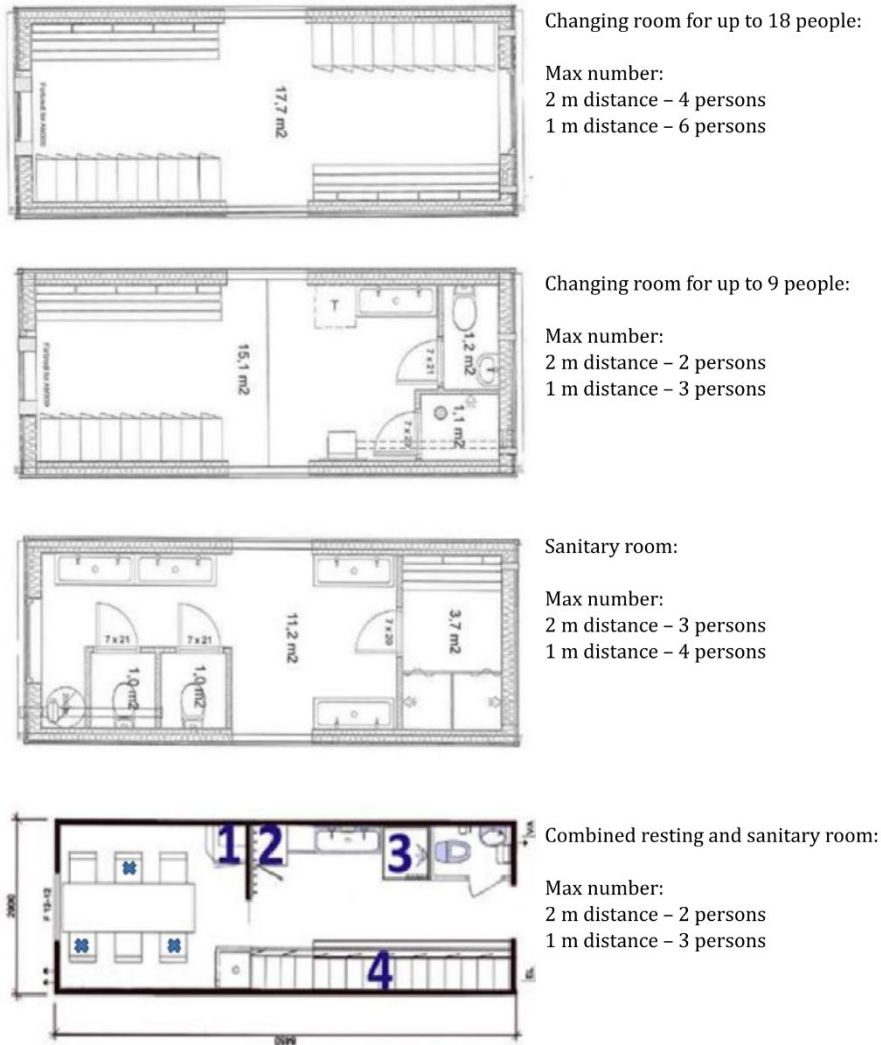 Changing room for up to 18 people:
Max number:
2 m distance – 4 persons
1 m distance – 6 persons
17,7 m2
Changing room for up to 9 people:
Max number:
2 m distance – 2 persons
1 m distance – 3 persons
T
C
15,1 m2
1,2 m2
7 x 21
1,1 m2
Sanitary room:
Max number:
2 m distance – 3 persons
1 m distance – 4 persons
11,2 m2
3,7 m2
7 x 21
7 x 21
7 x 20
1,0 m2
1,0 m2
Combined resting and sanitary room:
Max number:
2 m distance – 2 persons
1 m distance – 3 persons
1
2
3
4
VA
EL
2900
8450